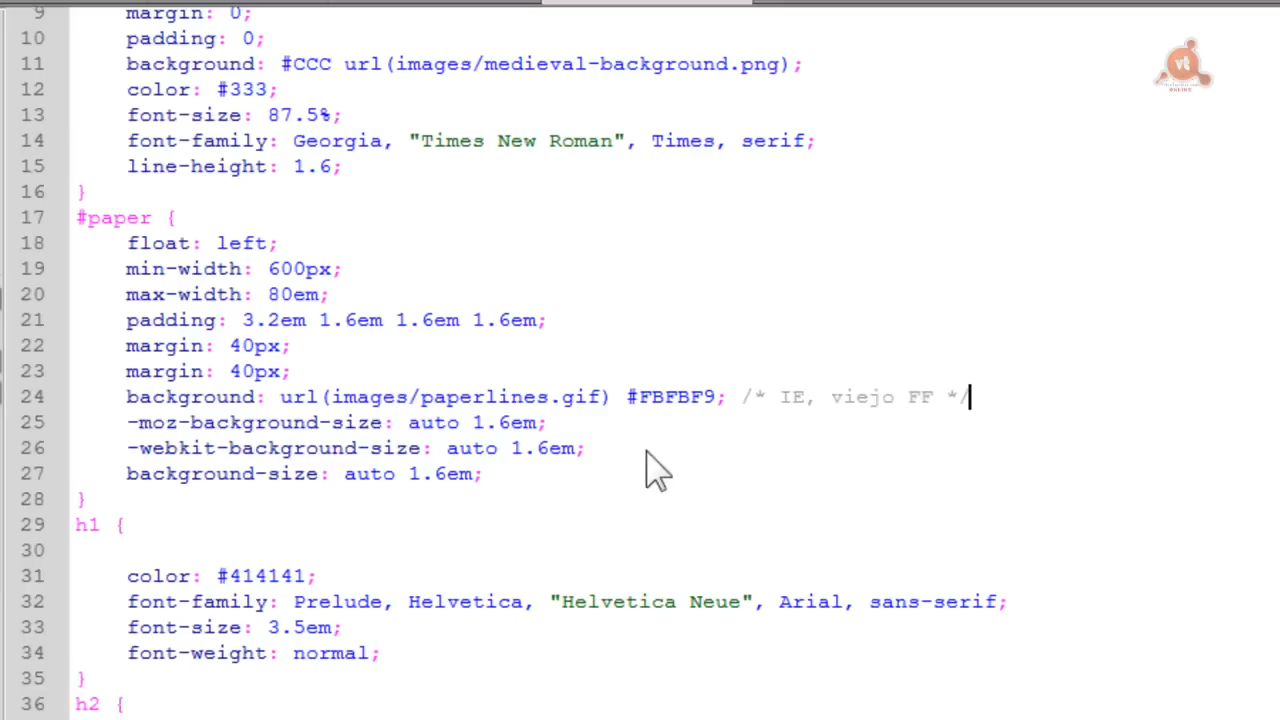 9 margin: 0;
10 padding: 0;
11 background: #CCC url(images/medieval-background.png);
12 color: #333;
13 font-size: 87.5%;
14 font-family: Georgia, "Times New Roman", Times, serif;
15 line-height: 1.6;
16 }
17 #paper {
18 float: left;
19 min-width: 600px;
20 max-width: 80em;
21 padding: 3.2em 1.6em 1.6em 1.6em;
22 margin: 40px;
23 margin: 40px;
24 background: url(images/paperlines.gif) #FBFBF9; /* IE, viejo FF */
25 -moz-background-size: auto 1.6em;
26 -webkit-background-size: auto 1.6em;
27 background-size: auto 1.6em;
28 }
29 h1 {
30
31 color: #414141;
32 font-family: Prelude, Helvetica, "Helvetica Neue", Arial, sans-serif;
33 font-size: 3.5em;
34 font-weight: normal;
35 }
36 h2 {
vt
ONLINE